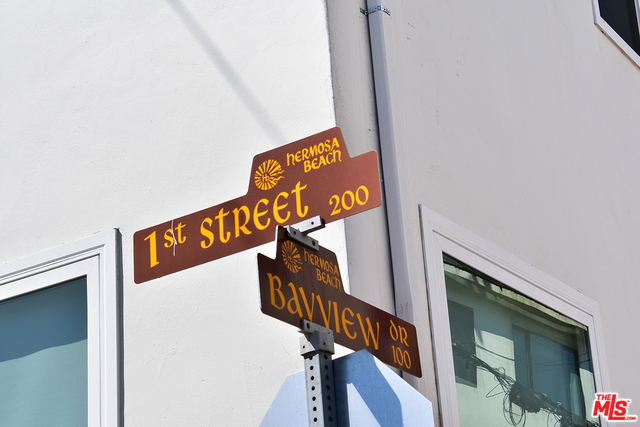 HERMOSA
BEACH
1st STREET 200
HERMOSA
BEACH
BAYVIEW DR
100
THE
MLS